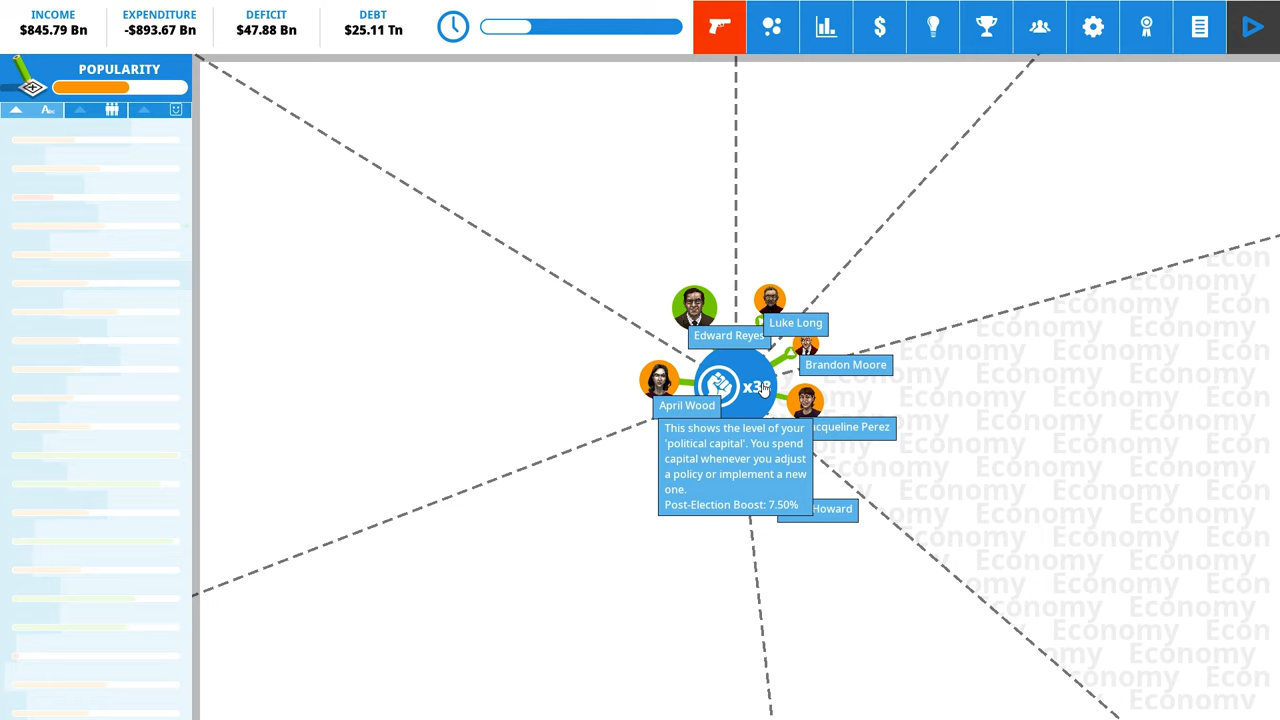 INCOME
$845.79 Bn
EXPENDITURE
-$893.67 Bn
DEFICIT
$47.88 Bn
DEBT
$25.11 Tn
POPULARITY
Edward Reyes
Luke Long
Brandon Moore
April Wood
Howard
This shows the level of your
'political capital'. You spend
capital whenever you adjust
a policy or implement a new
one.
Post-Election Boost: 7.50%
Economy Economy Economy